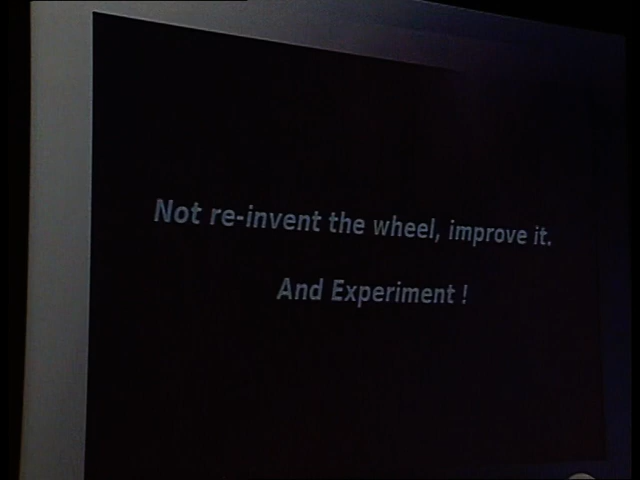 Not re-invent the wheel, improve it.
And Experiment !